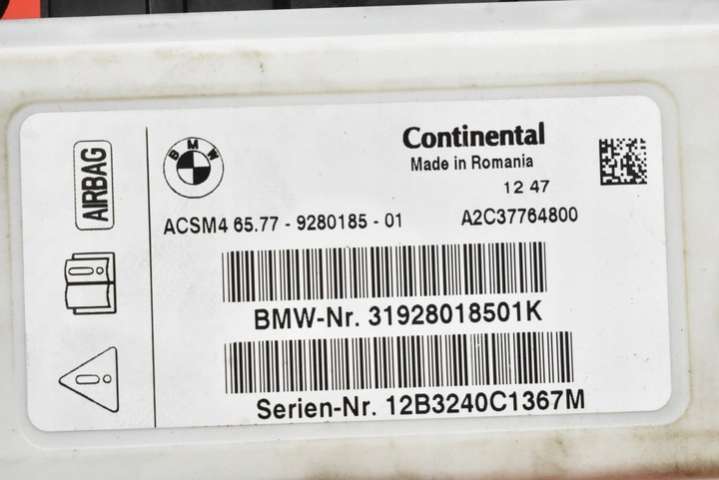 AIRBAG
BMW
Continental
Made in Romania
12 47
ACSM4 65.77 - 9280185 - 01
A2C37764800
BMW-Nr. 31928018501K
Serien-Nr. 12B3240C1367M